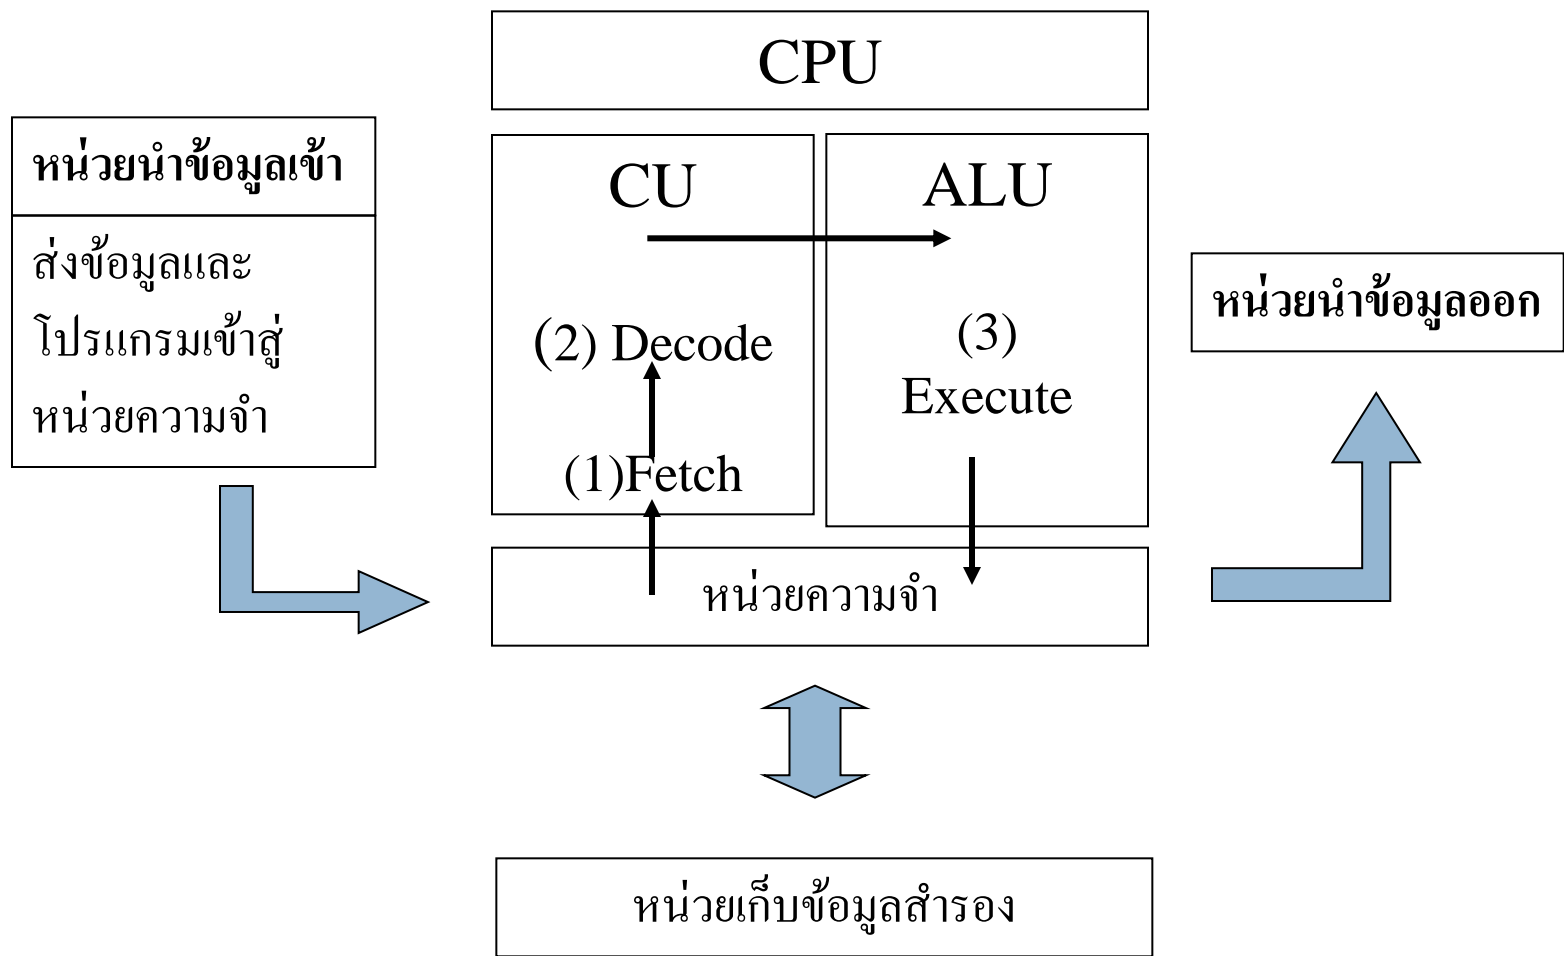 CPU
หน่วยนำข้อมูลเข้า
ส่งข้อมูลและ
โปรแกรมเข้าสู่
หน่วยความจำ
CU
(2) Decode
(1)Fetch
ALU
(3)
Execute
หน่วยนำข้อมูลออก
หน่วยความจำ
หน่วยเก็บข้อมูลสำรอง